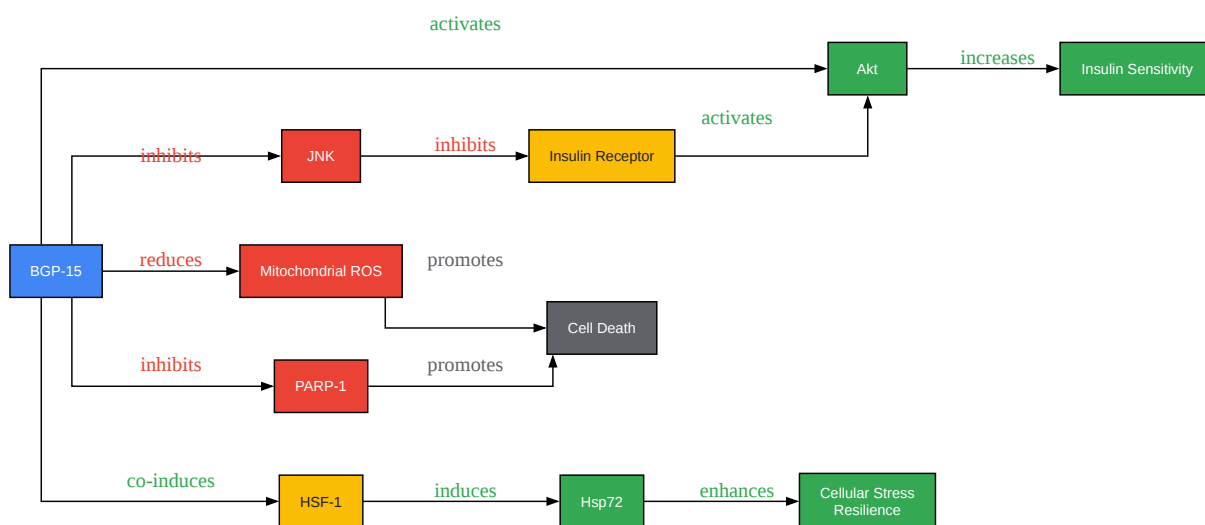 activates
Akt
increases
Insulin Sensitivity
activates
inhibits
JNK
inhibits
Insulin Receptor
BGP-15
reduces
Mitochondrial ROS
promotes
Cell Death
inhibits
PARP-1
promotes
co-induces
HSF-1
induces
Hsp72
enhances
Cellular Stress
Resilience